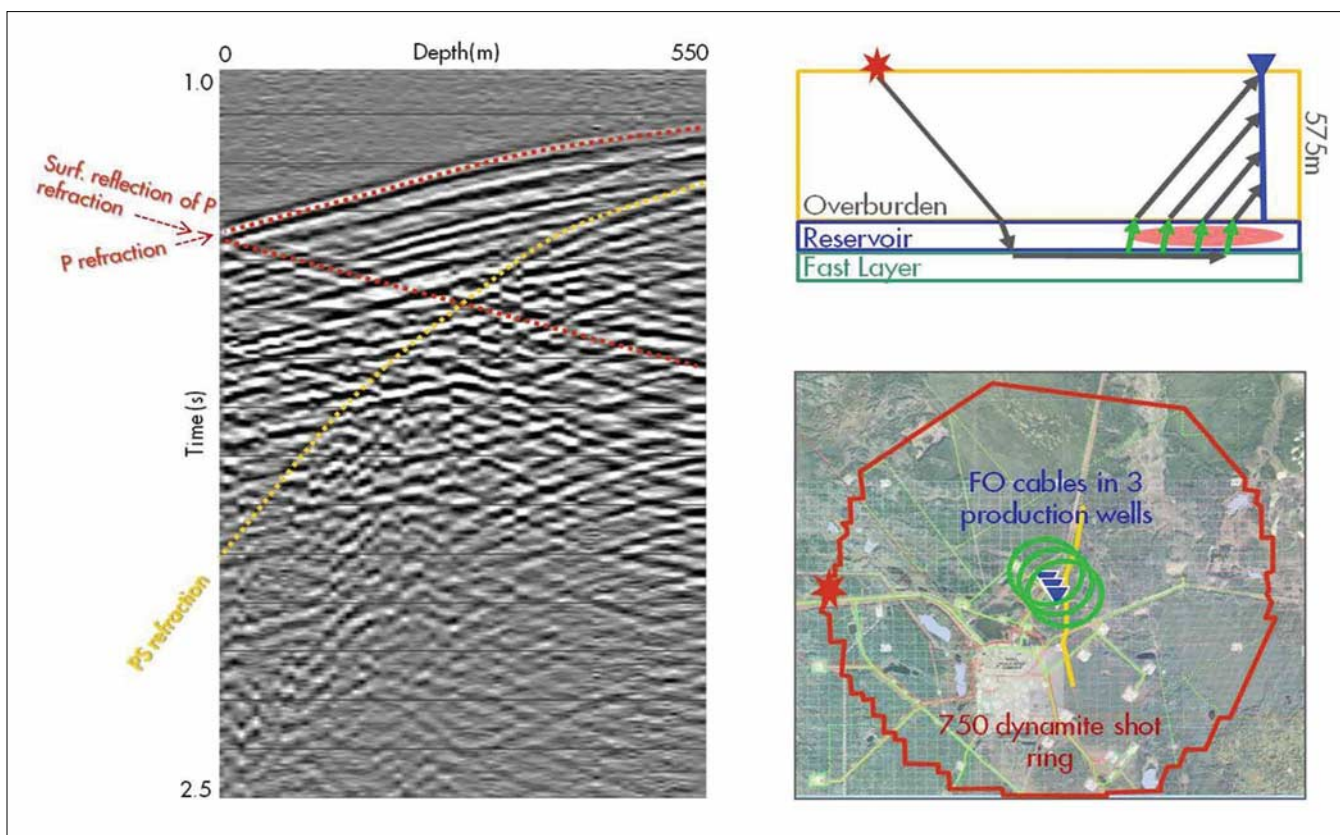 0 Depth(m) 550
1.0
Surf. reflection of P
refraction
P refraction
Time(s)
PS refraction
2.5
575m
Overburden
Reservoir
Fast Layer
FO cables in 3
production wells
750 dynamite shot
ring